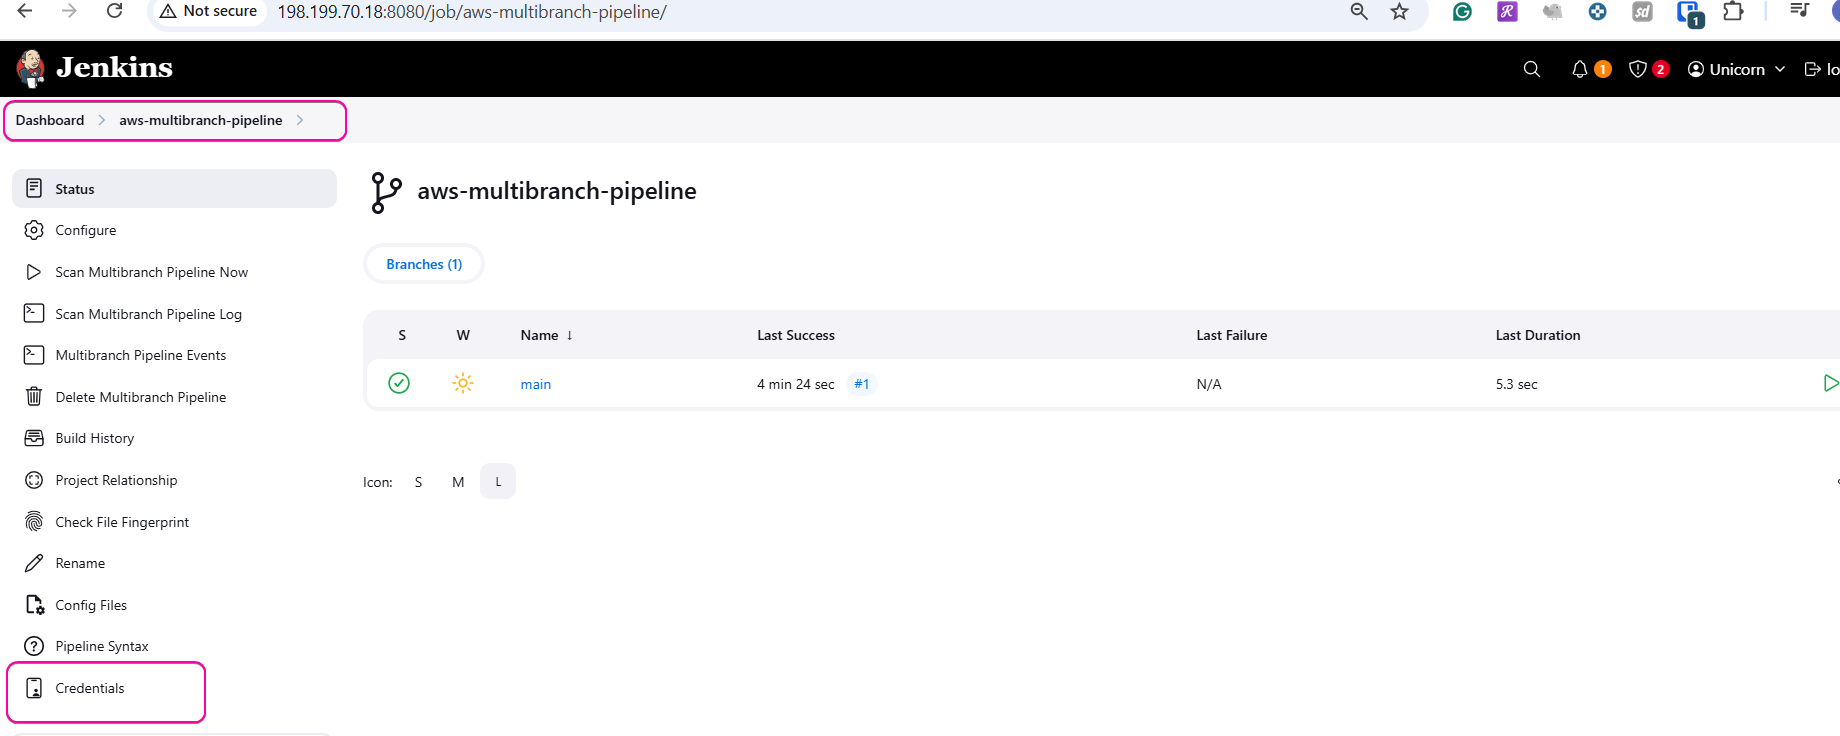 Not secure 198.199.70.18:8080/job/aws-multibranch-pipeline/
sd 1
Jenkins 1 2 Unicorn lo
Dashboard aws-multibranch-pipeline
Status
Configure
Scan Multibranch Pipeline Now
Scan Multibranch Pipeline Log
Multibranch Pipeline Events
Delete Multibranch Pipeline
Build History
Project Relationship
Check File Fingerprint
Rename
Config Files
Pipeline Syntax
Credentials
aws-multibranch-pipeline
Branches (1)
S W Name ↓ Last Success Last Failure Last Duration
main 4 min 24 sec #1 N/A 5.3 sec
Icon: S M L